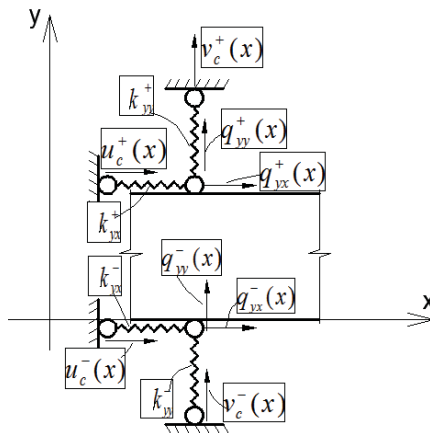 y
v_c^+(x)
k_{yy}^+
u_c^+(x)
q_{yy}^+(x)
q_{yx}^+(x)
k_{yx}^+
q_{yy}^-(x)
k_{yx}^-
q_{yx}^-(x)
x
u_c^-(x)
k_{yy}^-
v_c^-(x)